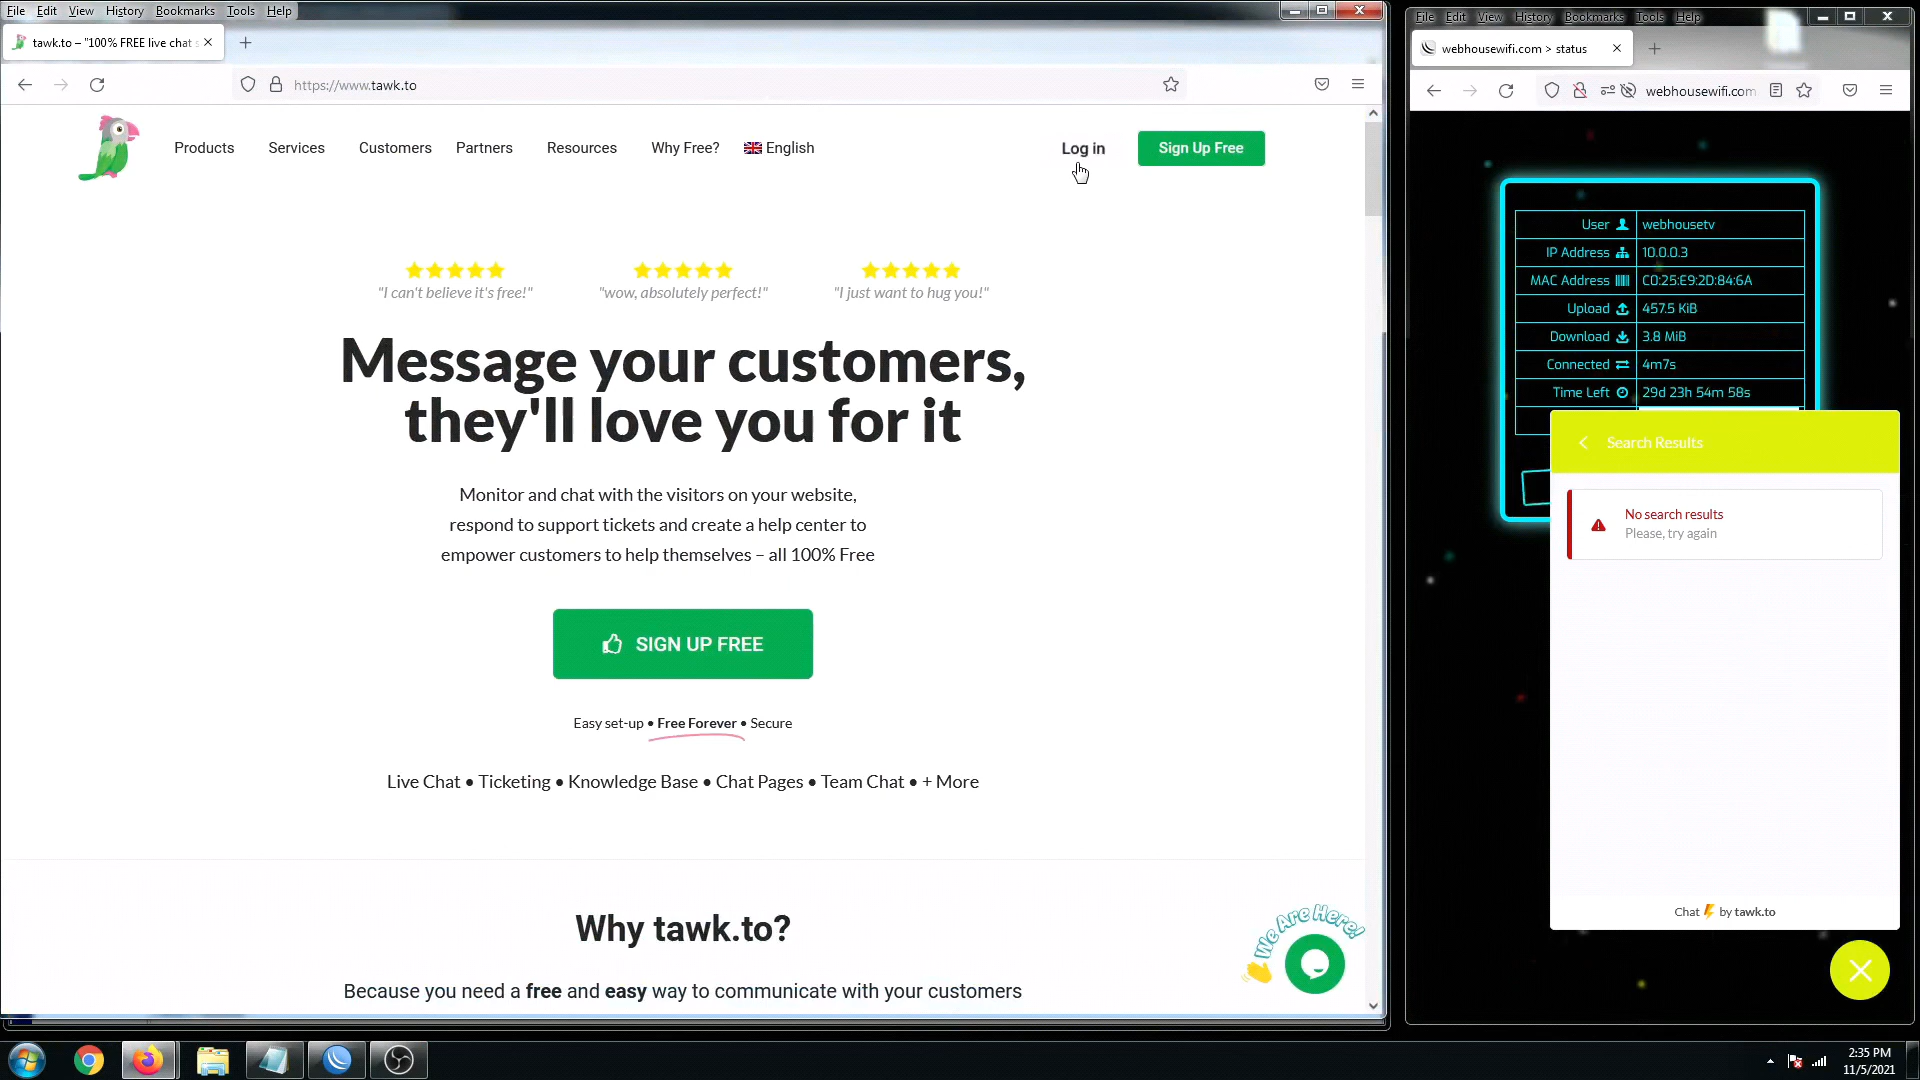 File Edit View History Bookmarks Tools Help
tawk.to – "100% FREE live chat s
https://www.tawk.to
Products Services Customers Partners Resources Why Free? English Log in Sign Up Free
"I can't believe it's free!" "wow, absolutely perfect!" "I just want to hug you!"
Message your customers,
they'll love you for it
Monitor and chat with the visitors on your website,
respond to support tickets and create a help center to
empower customers to help themselves – all 100% Free
SIGN UP FREE
Easy set-up • Free Forever • Secure
Live Chat • Ticketing • Knowledge Base • Chat Pages • Team Chat • + More
Why tawk.to?
We Are Here!
Because you need a free and easy way to communicate with your customers
File Edit View History Bookmarks Tools Help
webhousewifi.com > status
webhousewifi.com
User webhousetv
IP Address 10.0.0.3
MAC Address C0:25:E9:2D:84:6A
Upload 457.5 KiB
Download 3.8 MiB
Connected 4m7s
Time Left 29d 23h 54m 58s
Search Results
No search results
Please, try again
Chat by tawk.to
2:35 PM
11/5/2021